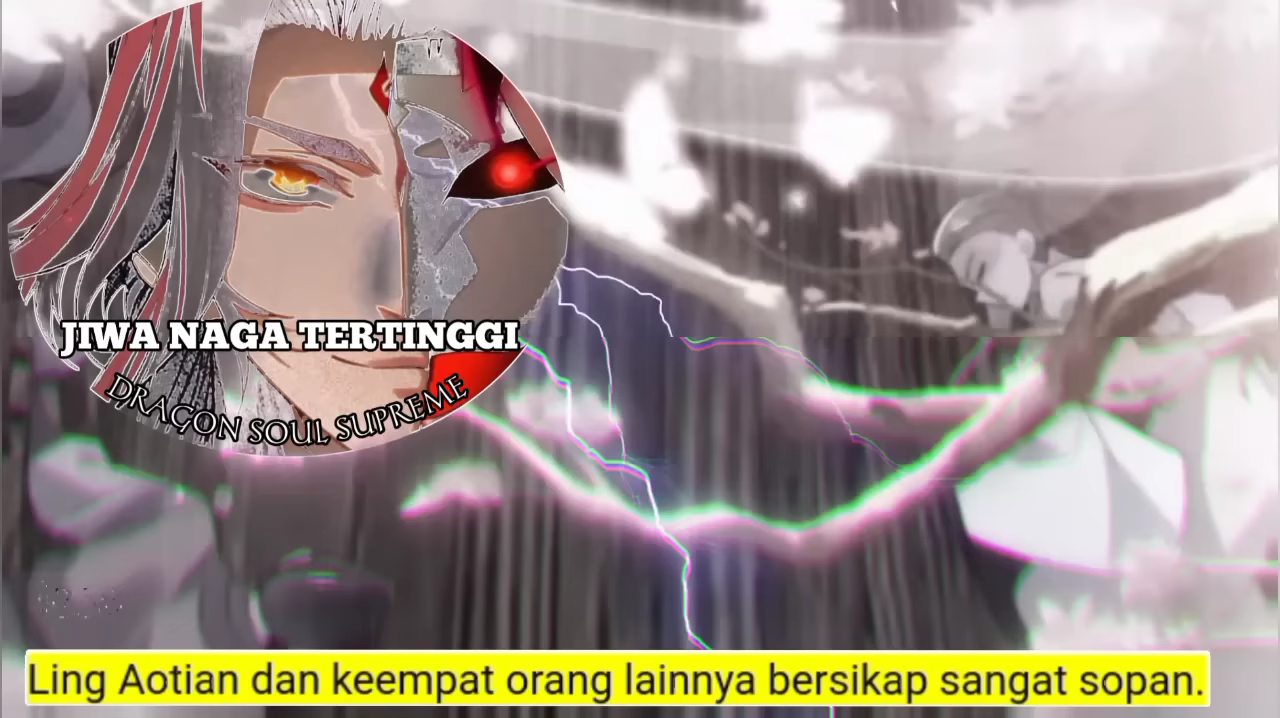 JIWA NAGA TERTINGGI
DRAGON SOUL SUPREME
Ling Aotian dan keempat orang lainnya bersikap sangat sopan.